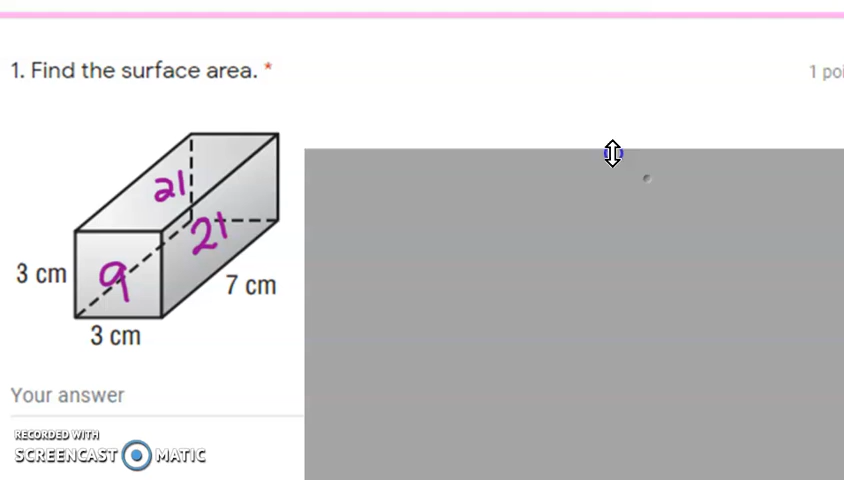 1. Find the surface area. *
1 poi
21
21
9
3 cm
7 cm
3 cm
Your answer
RECORDED WITH
SCREENCAST MATIC